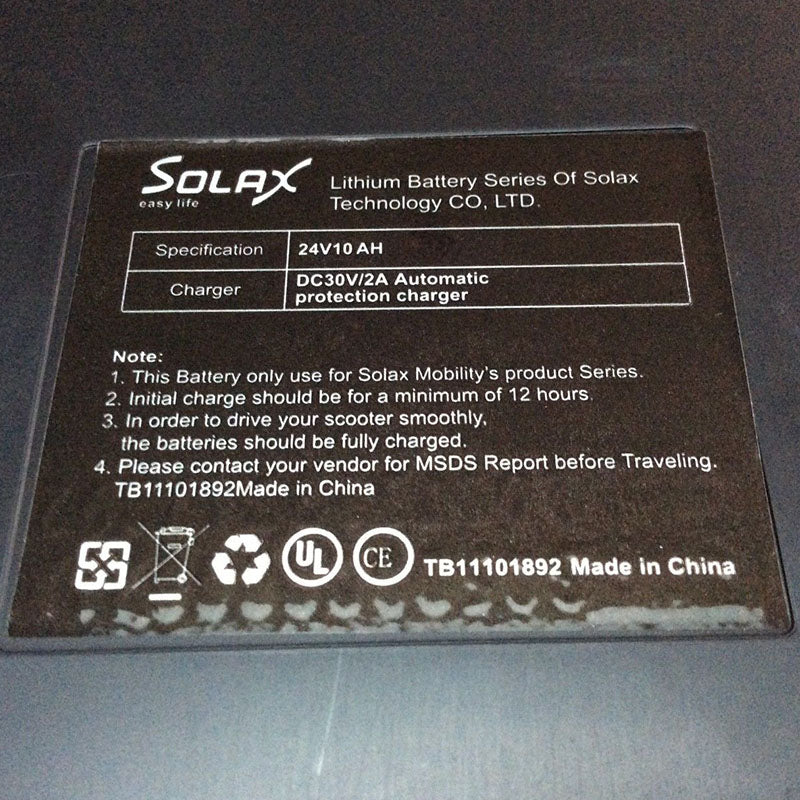 SOLAX
easy life
Lithium Battery Series Of Solax
Technology CO, LTD.
Specification 24V10 AH
Charger DC30V/2A Automatic
protection charger
Note:
1. This Battery only use for Solax Mobility's product Series.
2. Initial charge should be for a minimum of 12 hours.
3. In order to drive your scooter smoothly,
the batteries should be fully charged.
4. Please contact your vendor for MSDS Report before Traveling.
TB11101892Made in China
UL CE TB11101892 Made in China